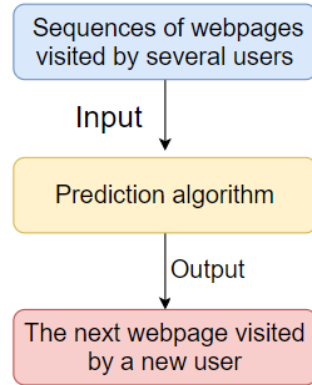 Sequences of webpages
visited by several users
Input
Prediction algorithm
Output
The next webpage visited
by a new user